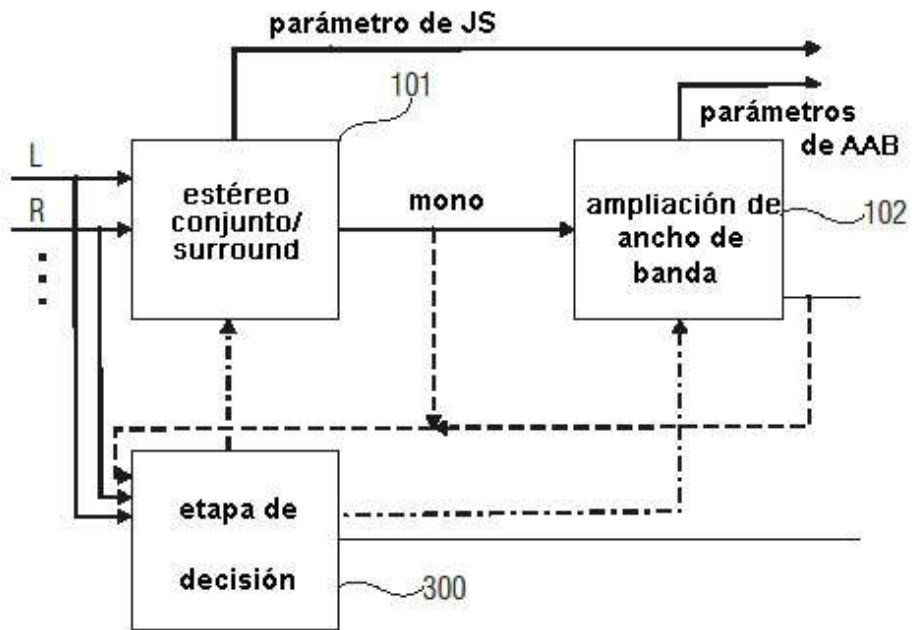 parámetro de JS
101
parámetros
de AAB
L
R
estéreo
conjunto/
surround
mono
ampliación de
ancho de
banda
102
etapa de
decisión
300